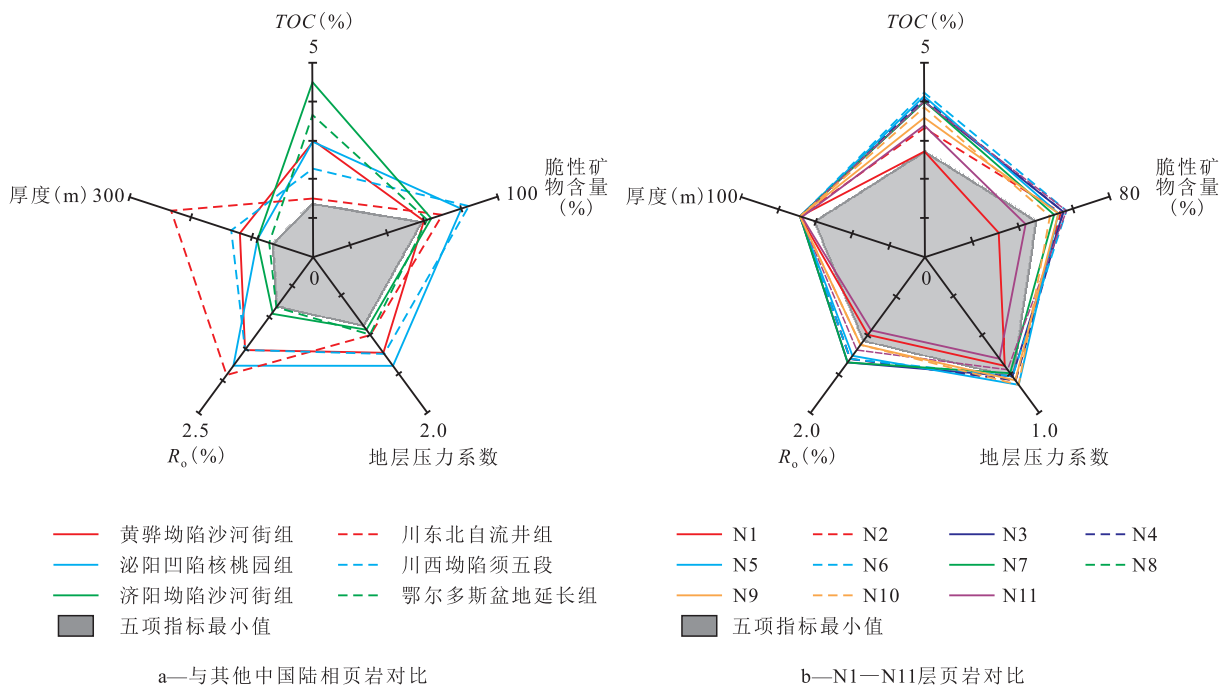 TOC(%)
5
脆性矿
物含量
(%)
100
厚度(m) 300
0
2.5
Ro(%)
2.0
地层压力系数
TOC(%)
5
脆性矿
物含量
(%)
80
厚度(m) 100
0
2.0
Ro(%)
1.0
地层压力系数
黄骅坳陷沙河街组 川东北自流井组
泌阳凹陷核桃园组 川西坳陷须五段
济阳坳陷沙河街组 鄂尔多斯盆地延长组
五项指标最小值
a—与其他中国陆相页岩对比
N1 N2 N3 N4
N5 N6 N7 N8
N9 N10 N11
五项指标最小值
b—N1—N11层页岩对比